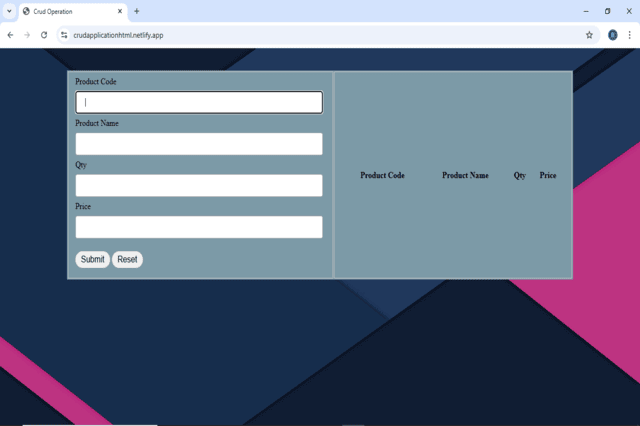 Crud Operation
crudapplicationhtml.netlify.app
R
Product Code
Product Name
Qty
Price
Submit Reset
Product Code Product Name Qty Price